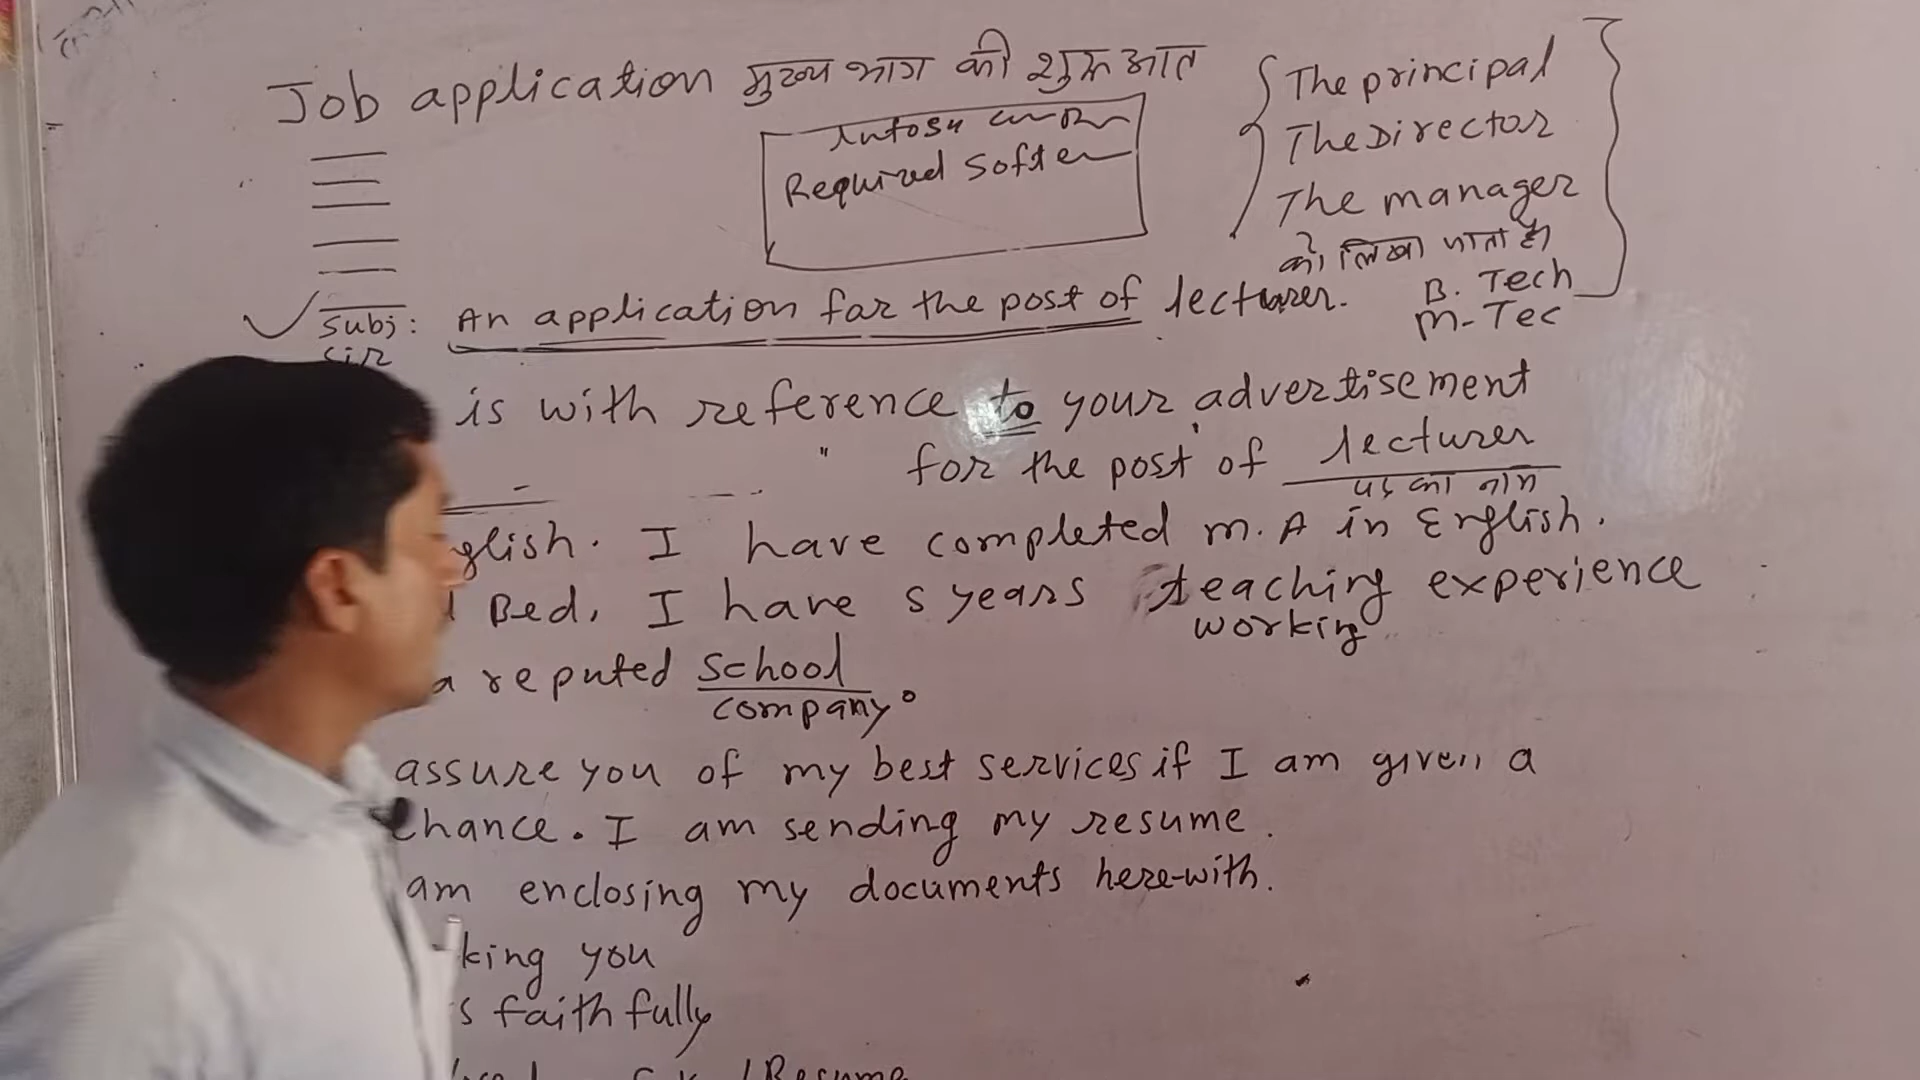 Job application मुख्य भाग की शुरुआत
Required Soften
The principal
The Director
The manager
को लिखा जाता है।
B. Tech
M-Tec
Subj: An application for the post of lecturer.
Sir
is with reference to your advertisement
" for the post of lecturer
पद का नाम
glish. I have completed M. A in English.
Bed, I have 5 years teaching experience
working
a reputed school
company.
assure you of my best services if I am given a
chance. I am sending my resume.
am enclosing my documents here-with.
king you
s faithfully
/Resume